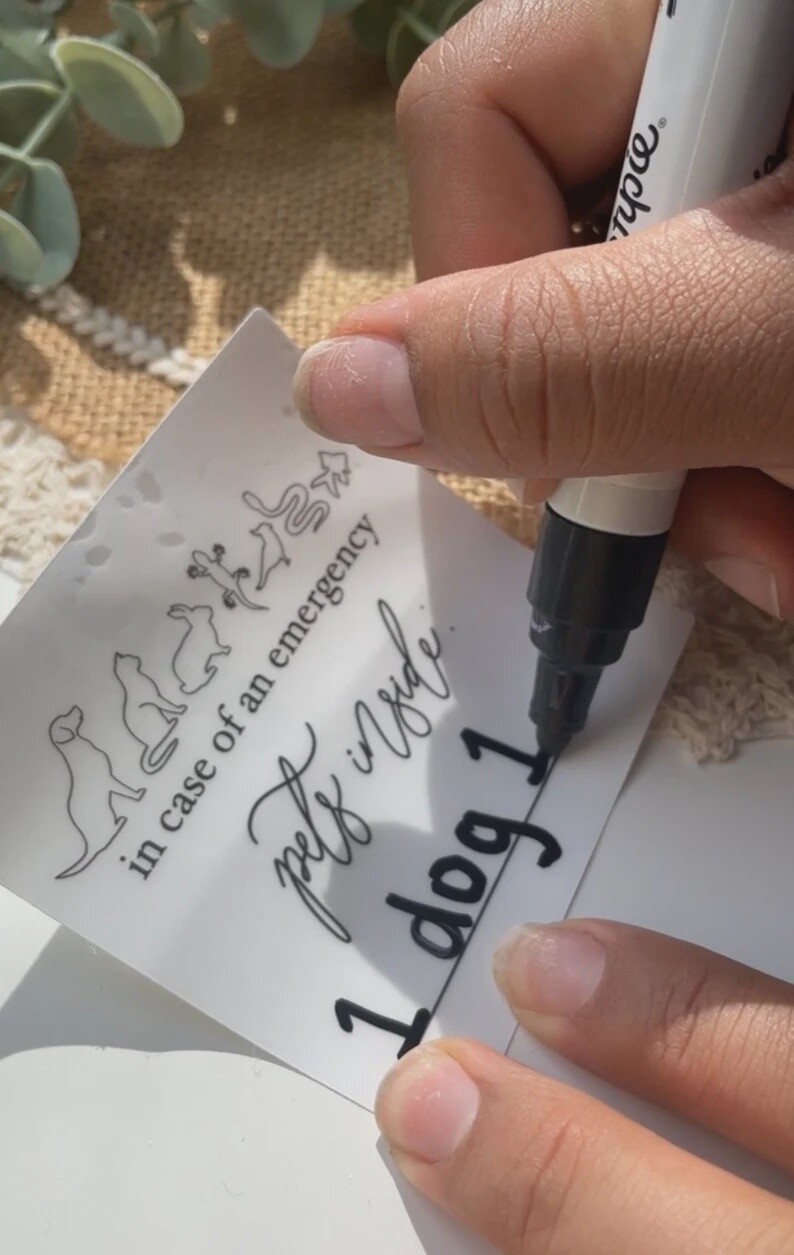 in case of an emergency
pets inside.
1 dog 1